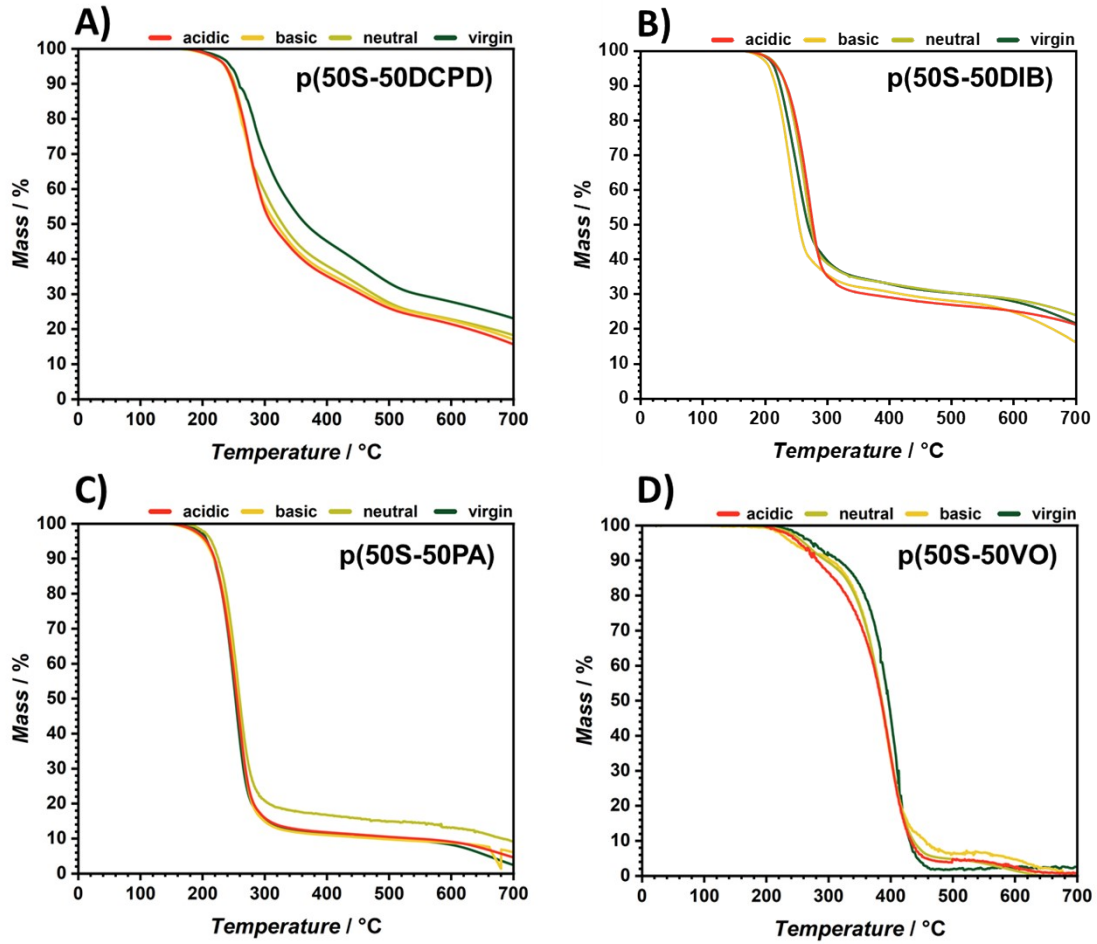 A)
acidic basic neutral virgin
p(50S-50DCPD)
Mass / %
100
90
80
70
60
50
40
30
20
10
0
0 100 200 300 400 500 600 700
Temperature / °C
B)
acidic basic neutral virgin
p(50S-50DIB)
Mass / %
100
90
80
70
60
50
40
30
20
10
0
0 100 200 300 400 500 600 700
Temperature / °C
C)
acidic basic neutral virgin
p(50S-50PA)
Mass / %
100
90
80
70
60
50
40
30
20
10
0
0 100 200 300 400 500 600 700
Temperature / °C
D)
acidic neutral basic virgin
p(50S-50VO)
Mass / %
100
90
80
70
60
50
40
30
20
10
0
0 100 200 300 400 500 600 700
Temperature / °C